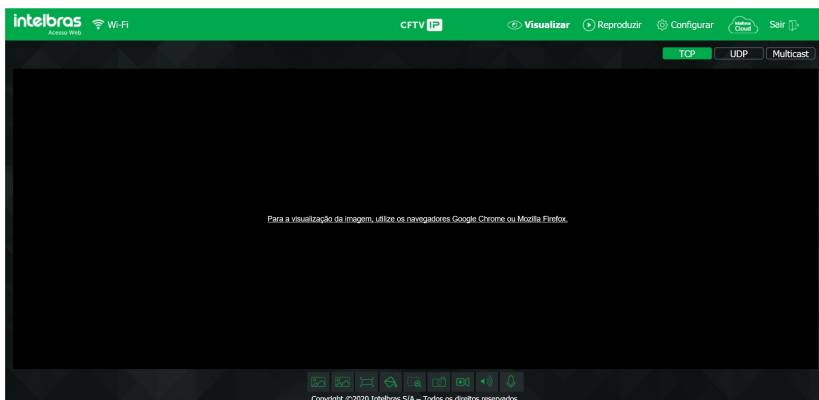 intelbras
Acesso Web
Wi-Fi
CFTV IP
Visualizar
Reproduzir
Configurar
Intelbras Cloud
Sair
TCP
UDP
Multicast
Para a visualização da imagem, utilize os navegadores Google Chrome ou Mozilla Firefox.
Copyright ©2020 Intelbras S/A – Todos os direitos reservados